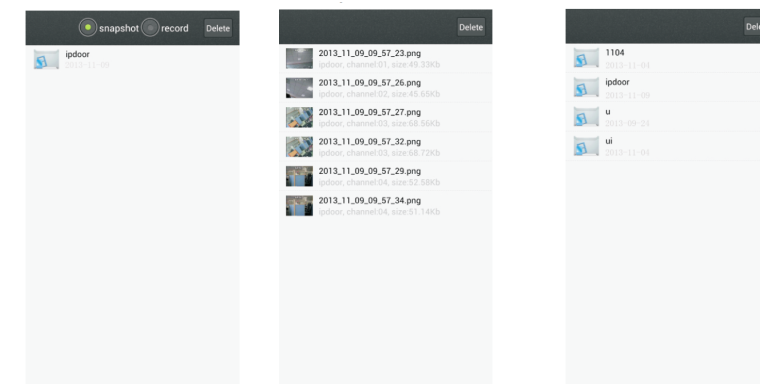 snapshot record Delete
ipdoor
2013-11-09
Delete
2013_11_09_09_57_23.png
ipdoor, channel:01, size:49.33Kb
2013_11_09_09_57_26.png
ipdoor, channel:02, size:45.65Kb
2013_11_09_09_57_27.png
ipdoor, channel:03, size:68.56Kb
2013_11_09_09_57_32.png
ipdoor, channel:03, size:68.72Kb
2013_11_09_09_57_29.png
ipdoor, channel:04, size:52.58Kb
2013_11_09_09_57_34.png
ipdoor, channel:04, size:51.14Kb
Dele
1104
2013-11-04
ipdoor
2013-11-09
u
2013-09-24
ui
2013-11-04